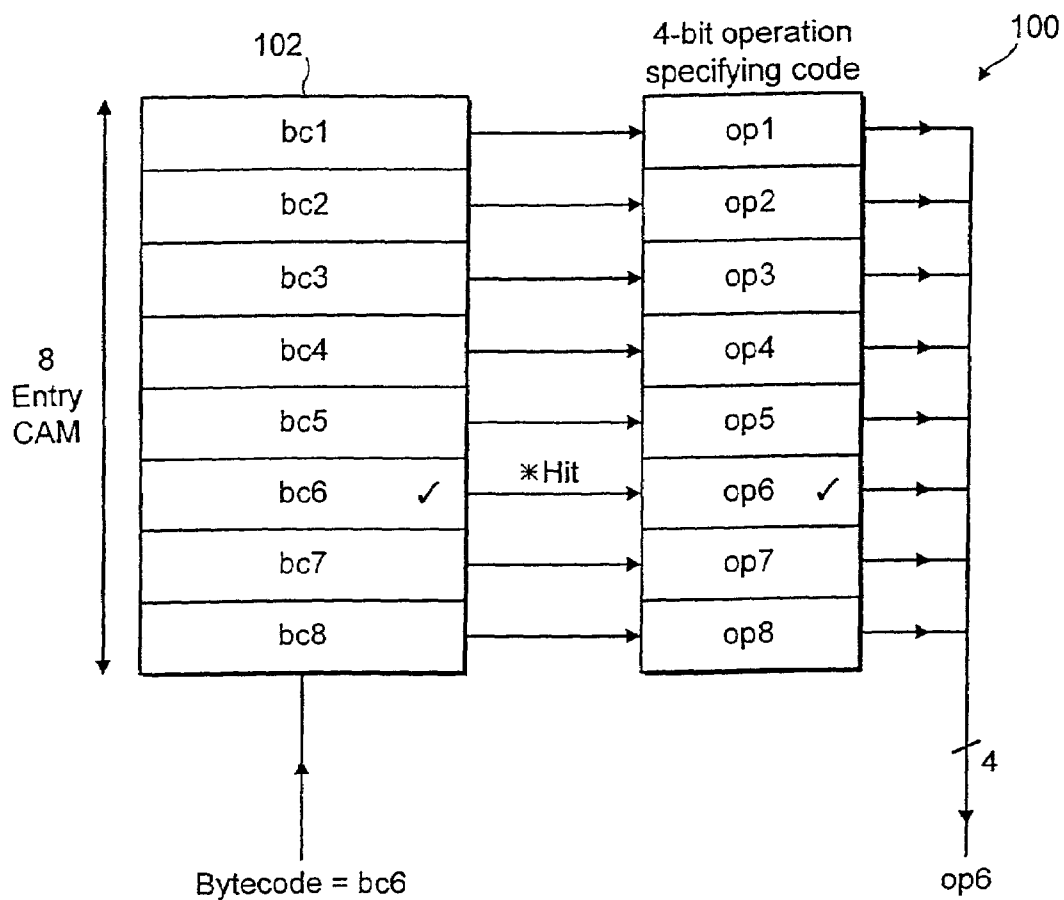 102
4-bit operation
specifying code
100
8
Entry
CAM
bc1
op1
bc2
op2
bc3
op3
bc4
op4
bc5
op5
bc6 ✓
*Hit
op6 ✓
bc7
op7
bc8
op8
4
Bytecode = bc6
op6